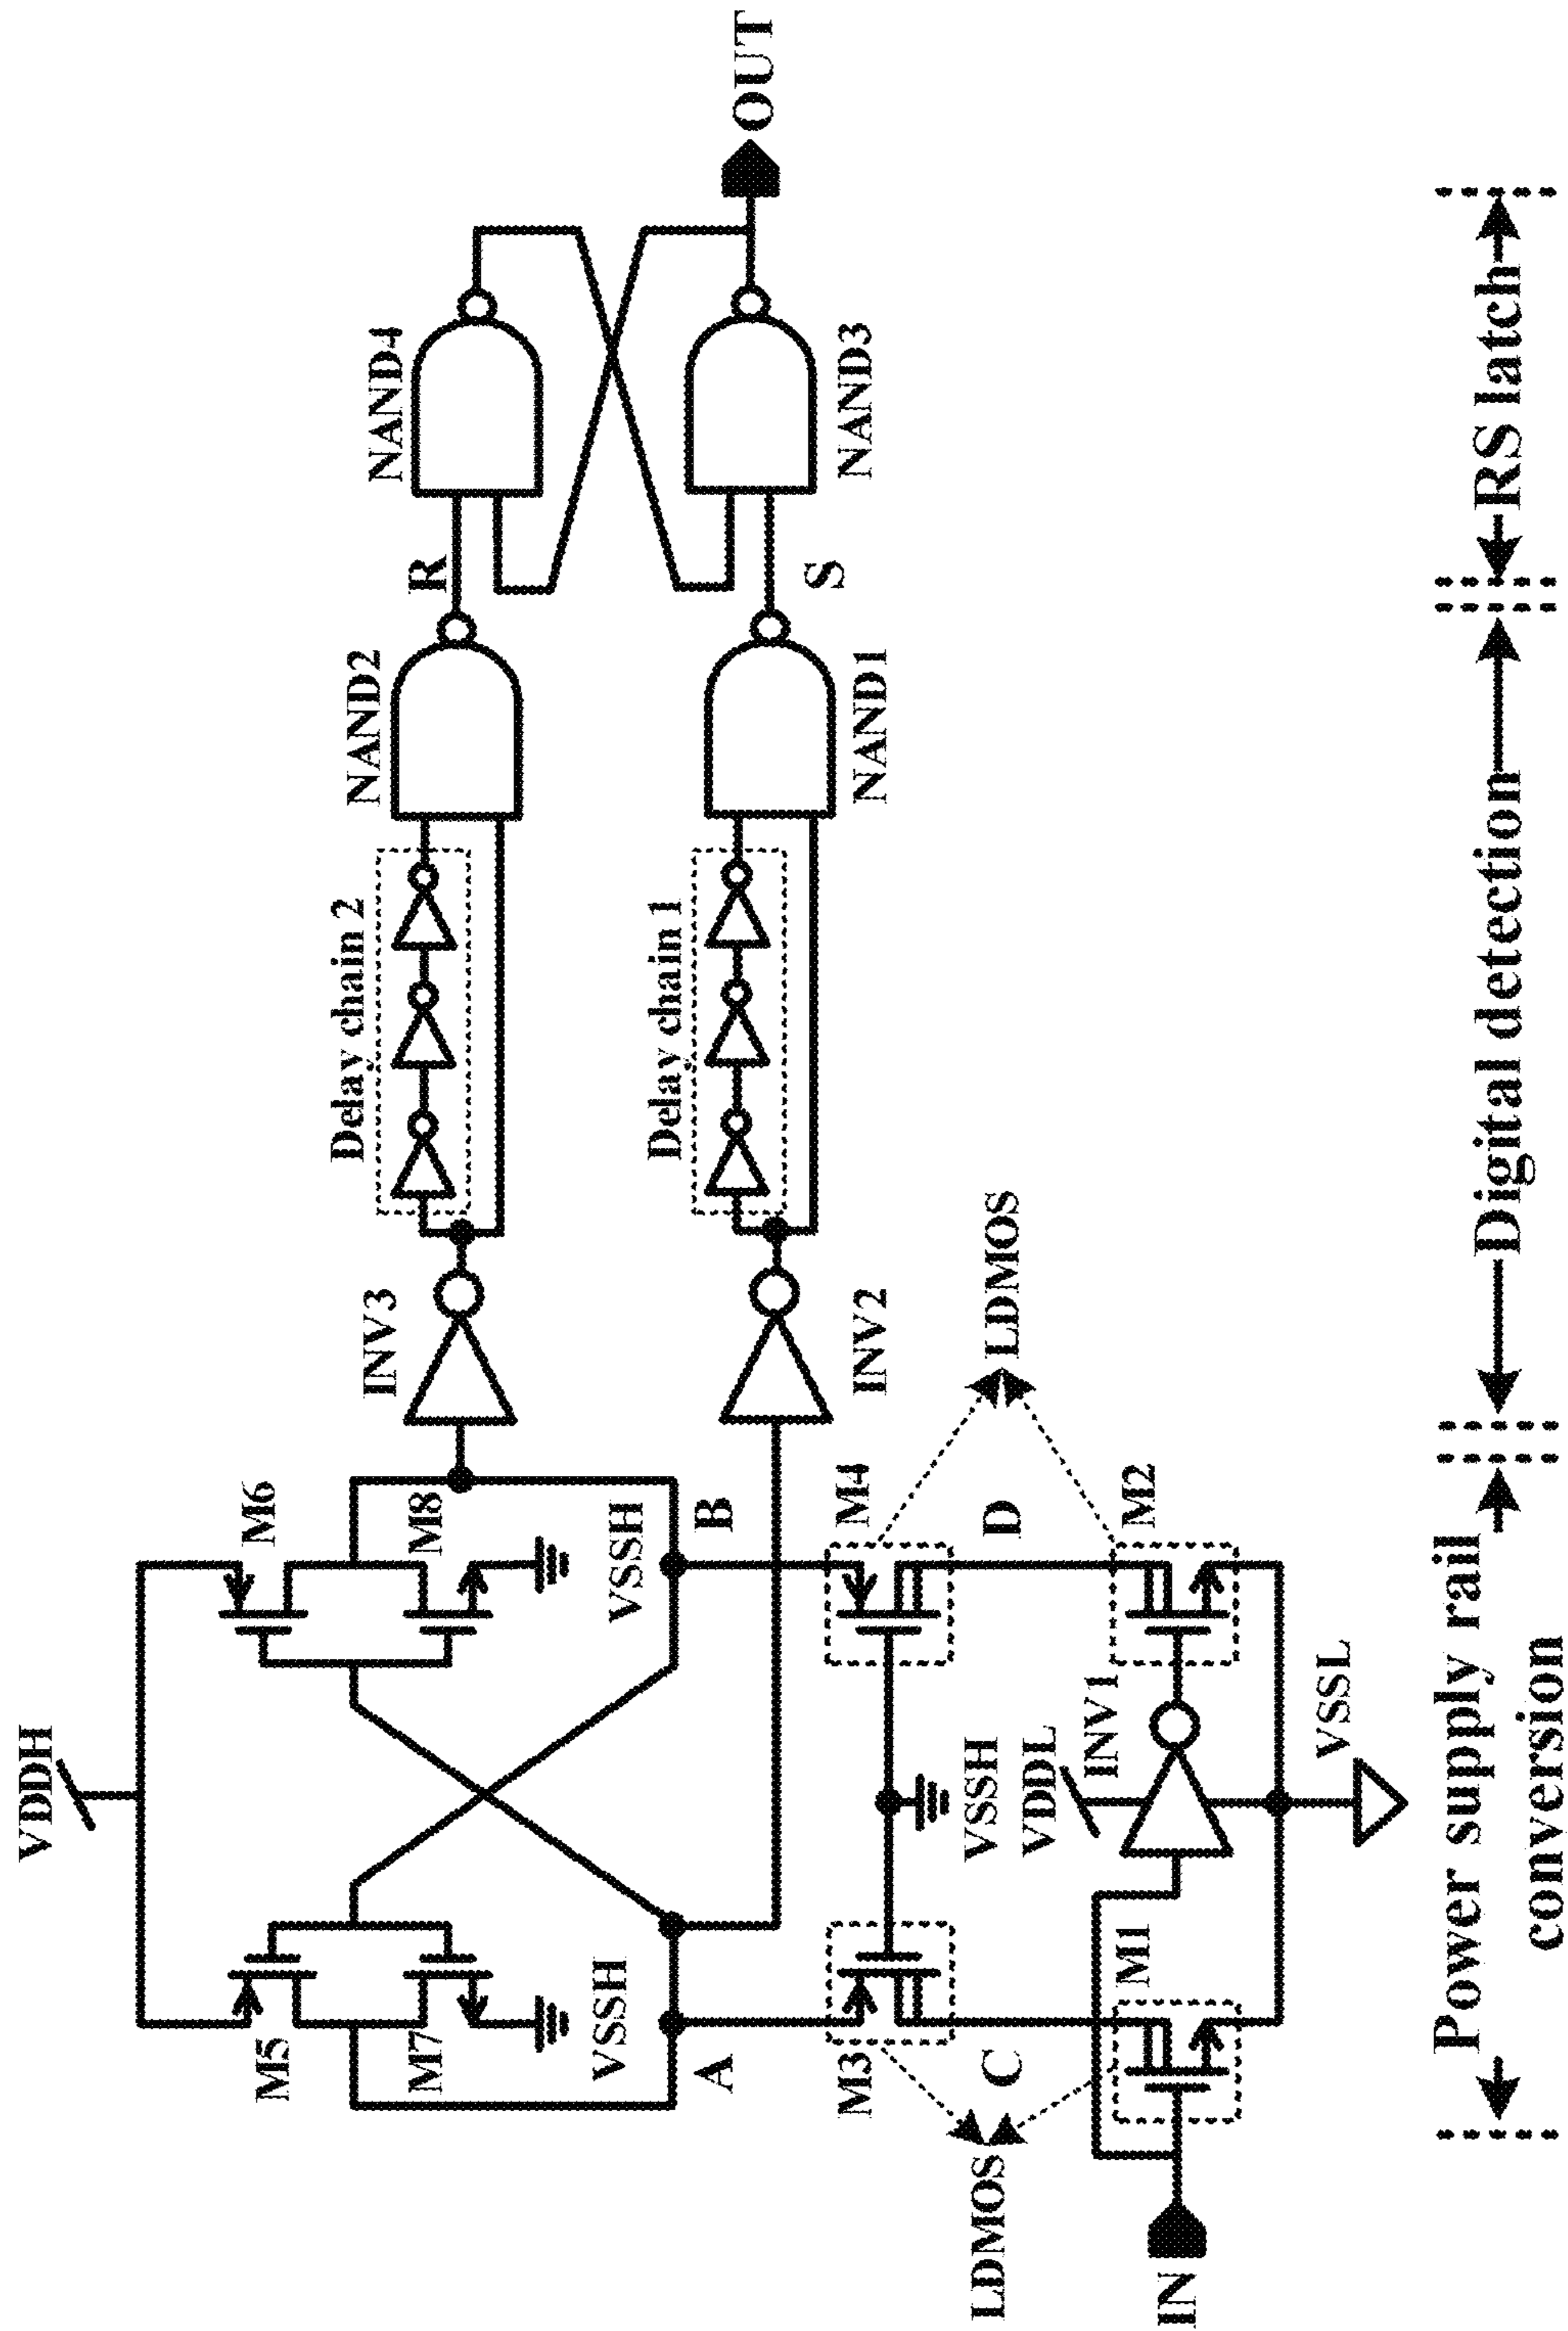 VDDH
M5
M6
M7
M8
VSSH
VSSH
A
B
INV3
INV2
Delay chain 2
Delay chain 1
NAND2
NAND1
R
S
NAND4
NAND3
OUT
M3
M4
LDMOS
LDMOS
C
D
VSSH
VDDL
INV1
M1
M2
IN
VSSL
Power supply rail
conversion
Digital detection
RS latch